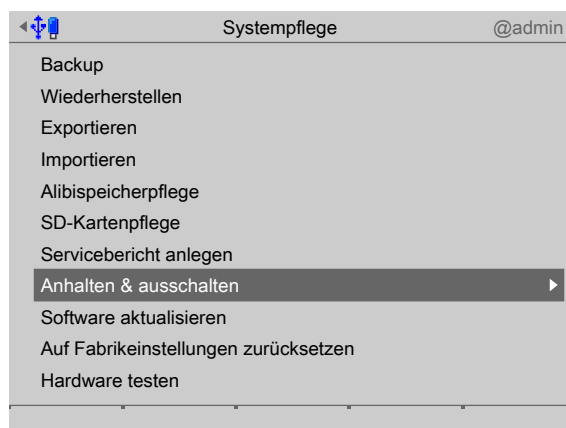 Systempflege @admin
Backup
Wiederherstellen
Exportieren
Importieren
Alibispeicherpflege
SD-Kartenpflege
Servicebericht anlegen
Anhalten & ausschalten
Software aktualisieren
Auf Fabrikeinstellungen zurücksetzen
Hardware testen